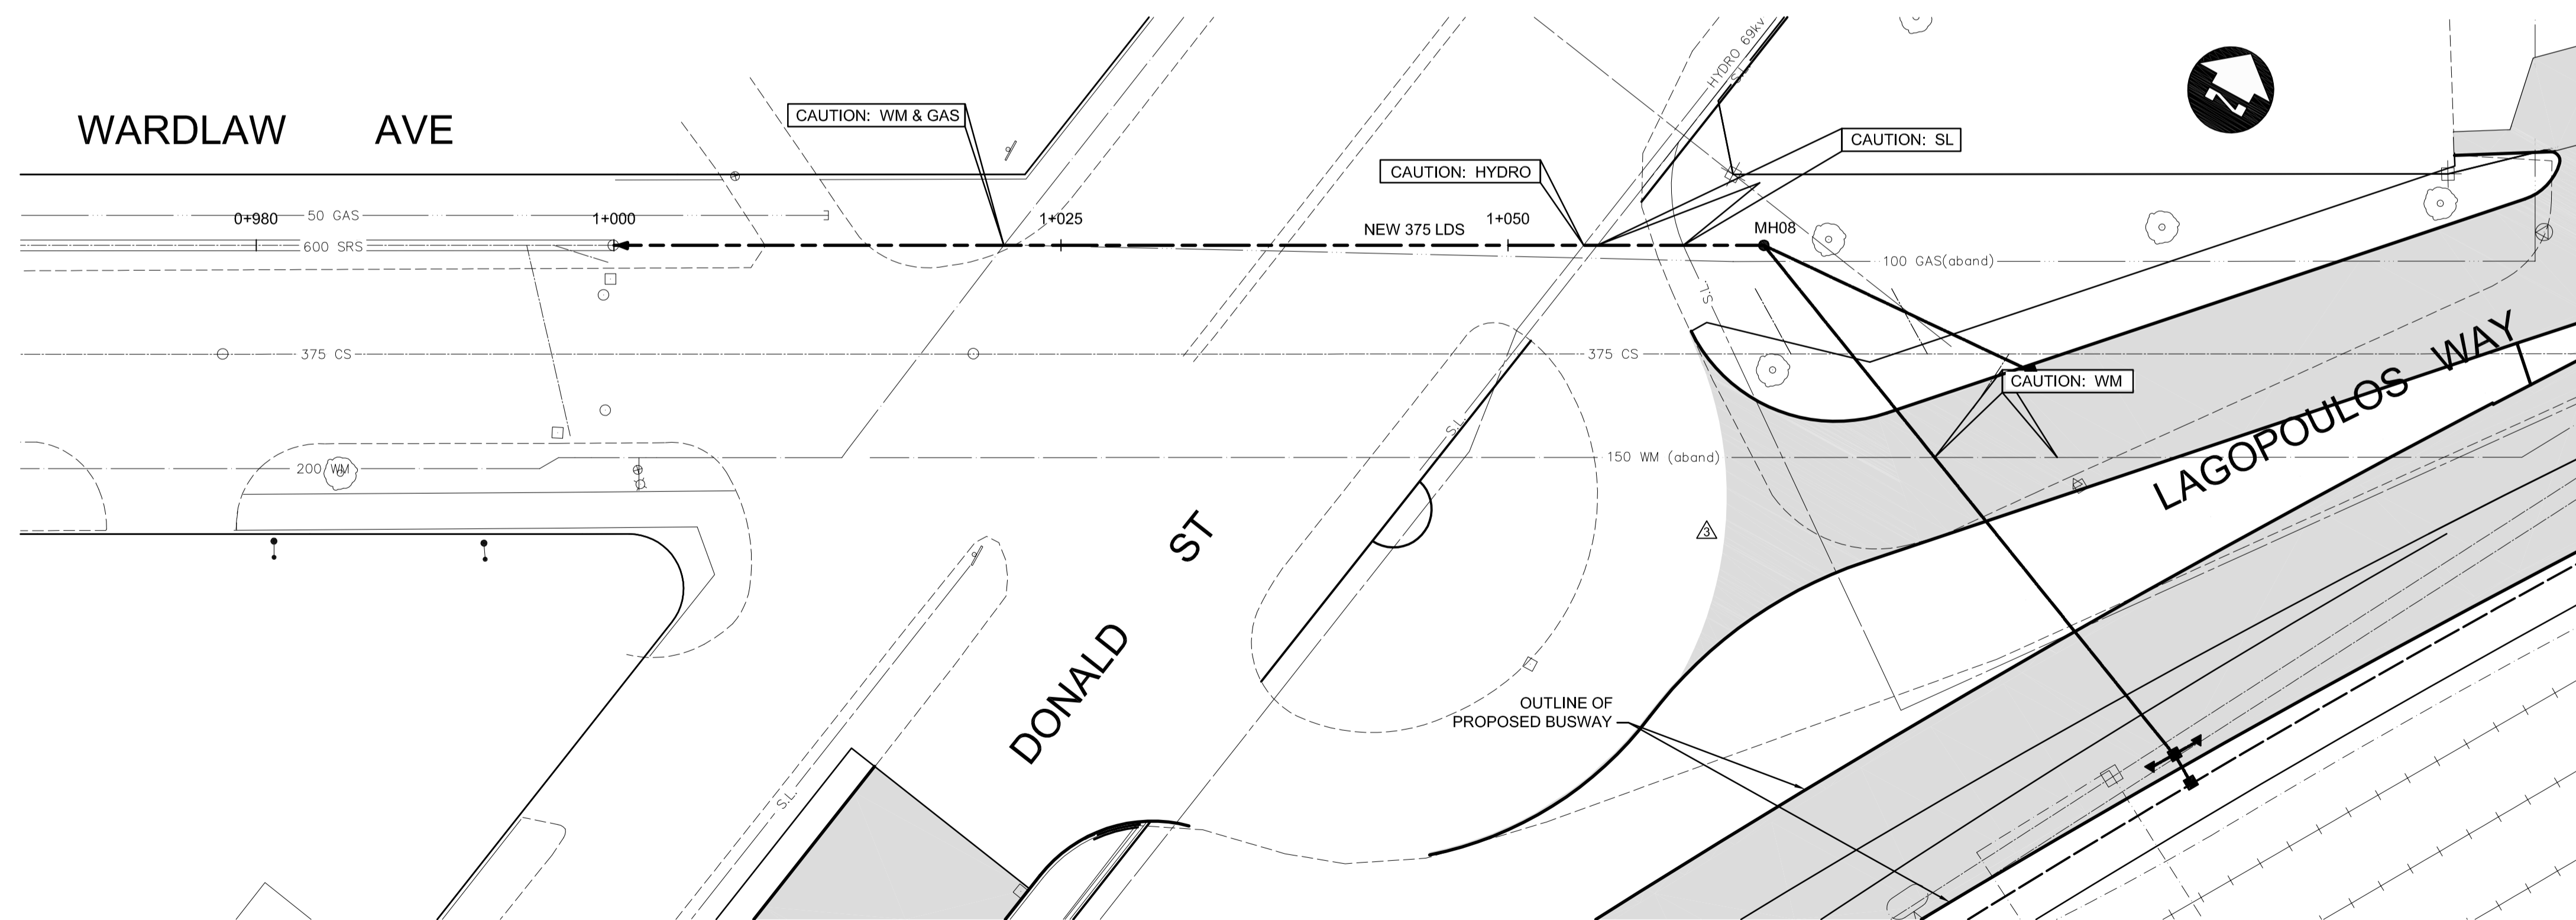 WARDLAW AVE
CAUTION: WM & GAS
HYDRO 69kv
S.L.
CAUTION: SL
CAUTION: HYDRO
Z
0+980
50 GAS
1+000
1+025
NEW 375 LDS
1+050
MH08
600 SRS
100 GAS(aband)
S.L.
375 CS
375 CS
CAUTION: WM
LAGOPOULOS WAY
S.L.
200 WM
150 WM (aband)
3
DONALD ST
OUTLINE OF
PROPOSED BUSWAY
S.L.